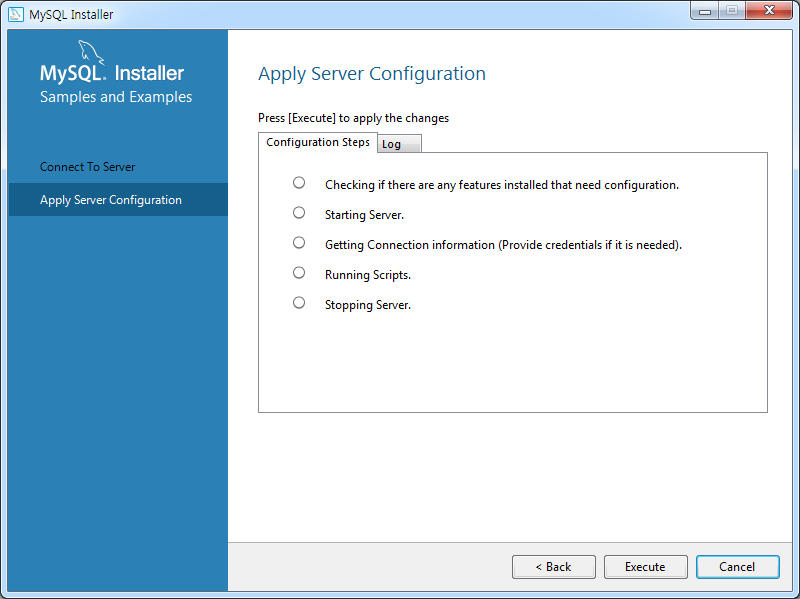 MySQL Installer
MySQL. Installer
Samples and Examples
Connect To Server
Apply Server Configuration
Apply Server Configuration
Press [Execute] to apply the changes
Configuration Steps
Log
Checking if there are any features installed that need configuration.
Starting Server.
Getting Connection information (Provide credentials if it is needed).
Running Scripts.
Stopping Server.
< Back
Execute
Cancel